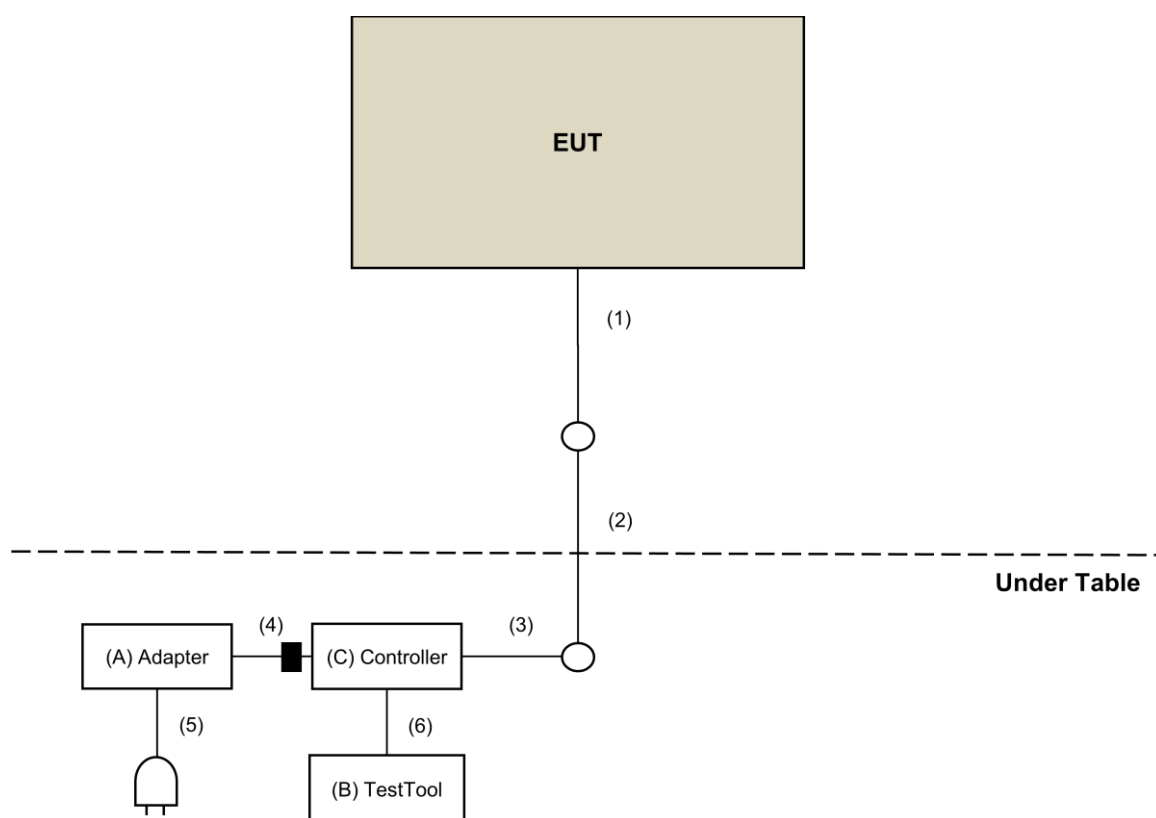 EUT
(1)
(2)
Under Table
(4)
(3)
(A) Adapter
(C) Controller
(5)
(6)
(B) TestTool